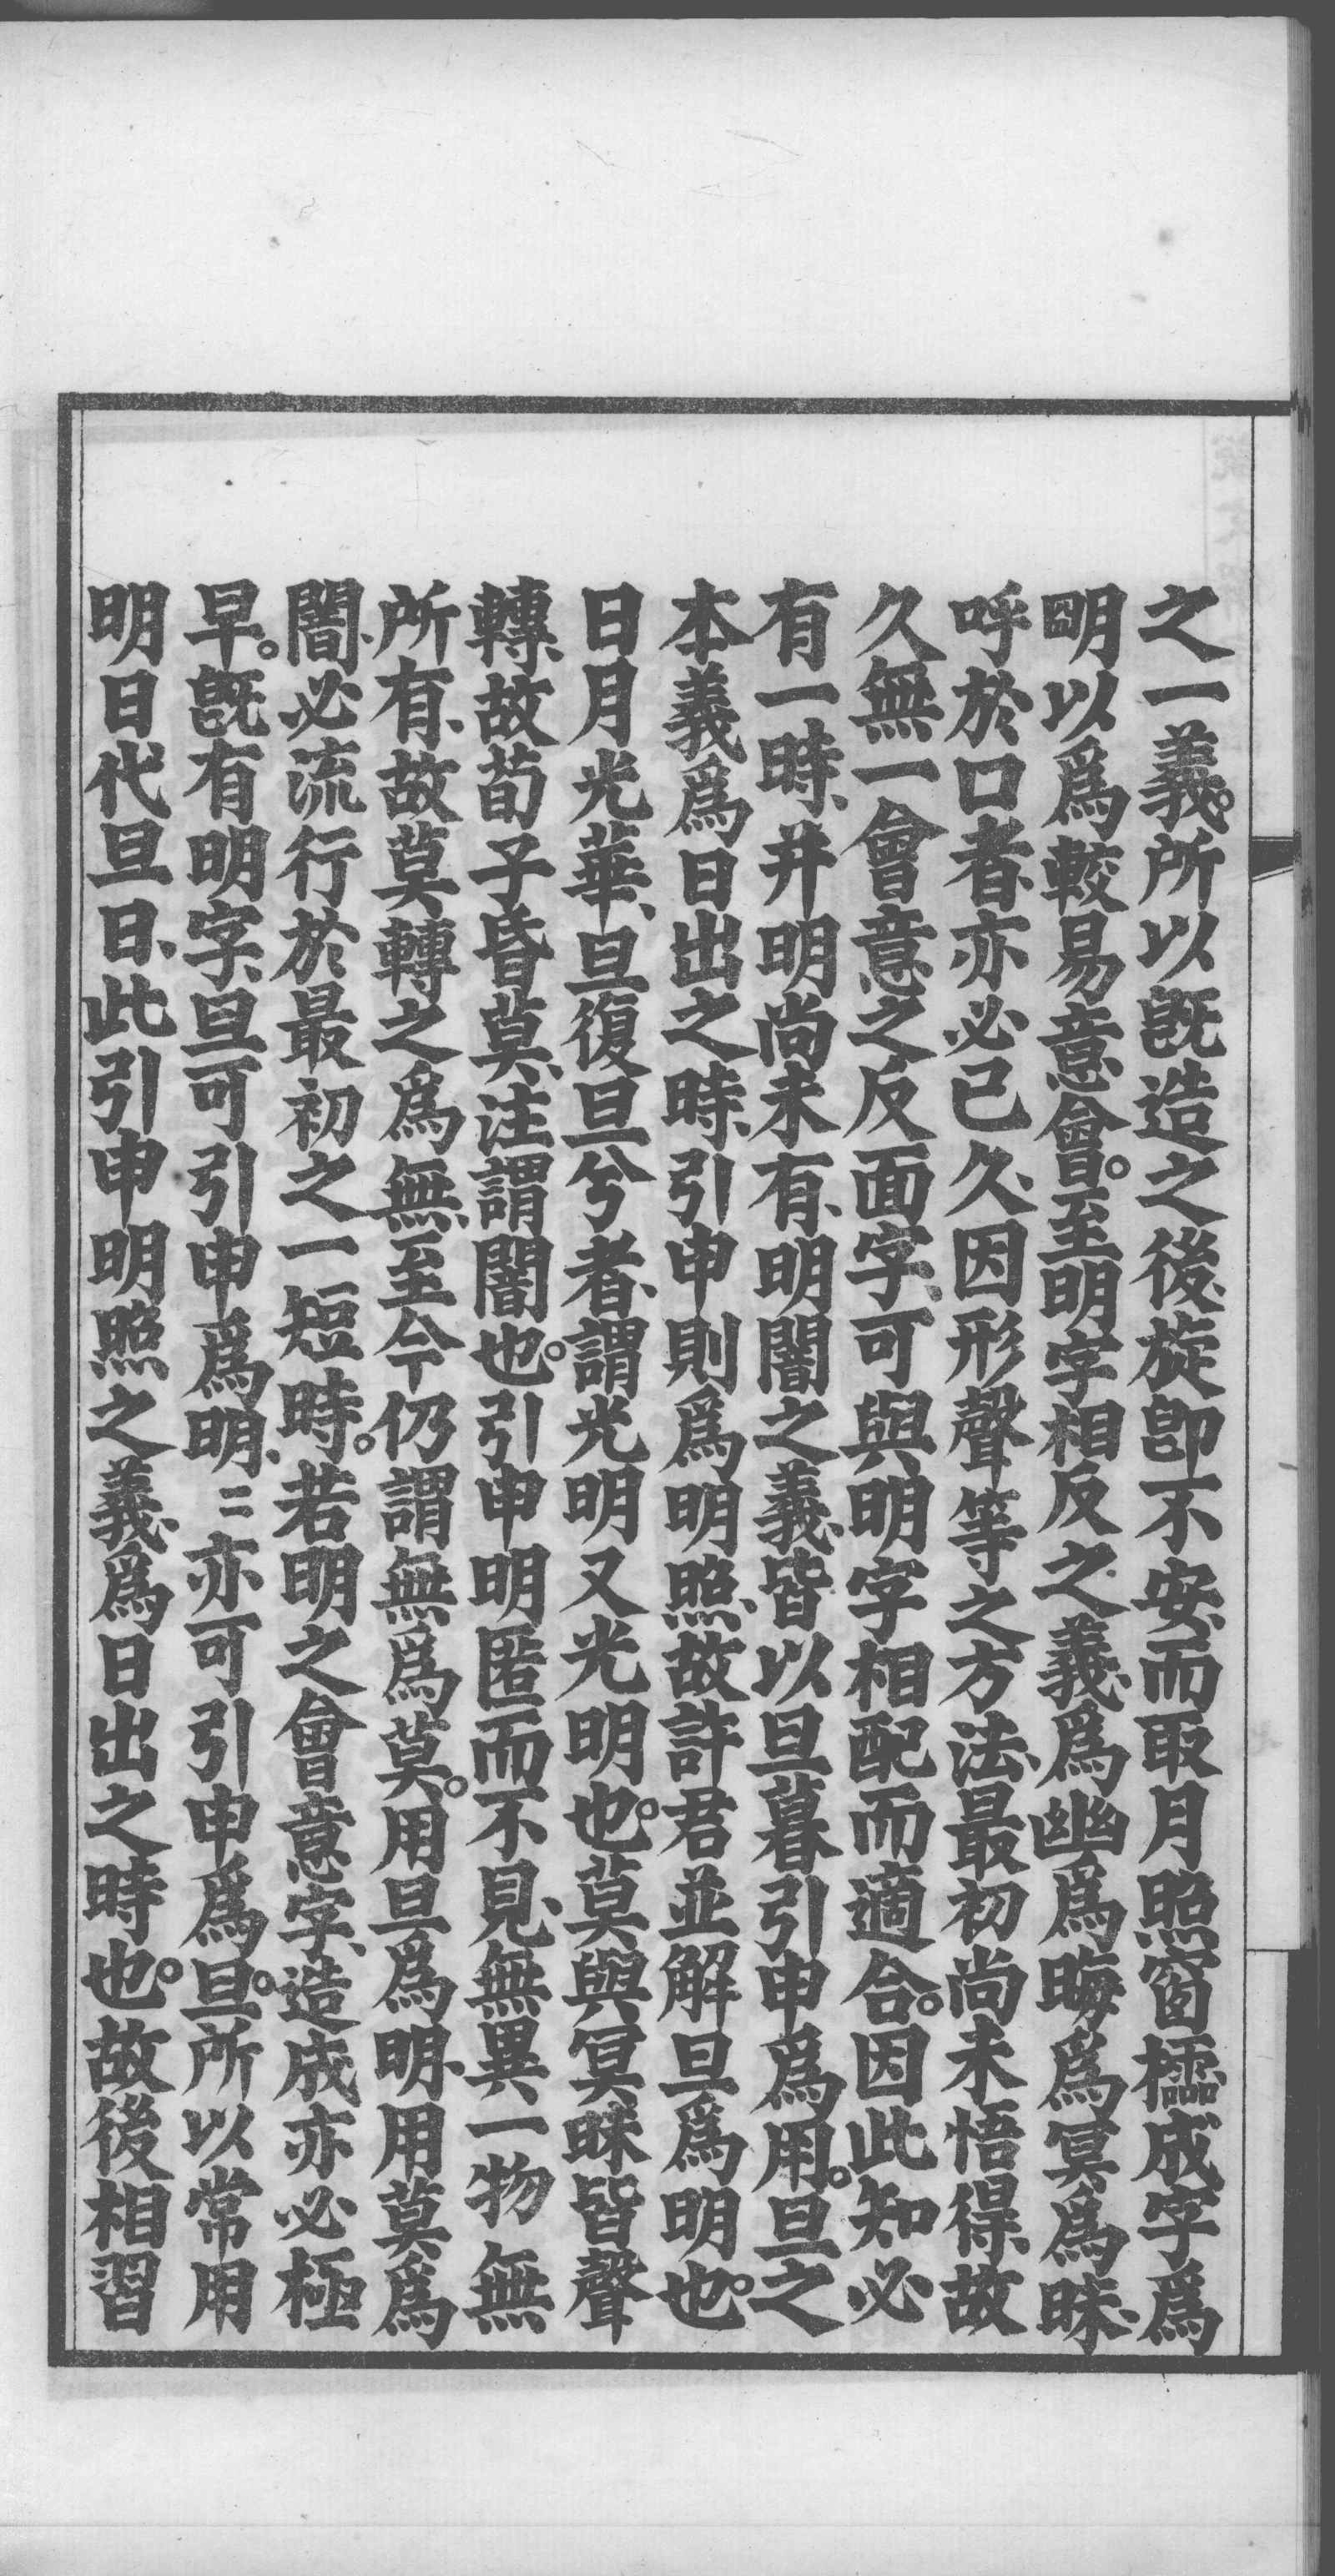 之一義。所以旣造之後、旋卽不安、而取月照窗櫺成字爲
朙以爲較易意會。至明字相反之義、爲幽爲晦爲冥爲昧、
呼於口者、亦必已久、因形聲等之方法、最初尚未悟得、故
久無一會意之反面字、可與明字相配而適合。因此知必
有一時、幷明尚未有、明闇之義、皆以旦暮引申爲用。旦之
本義爲日出之時、引申則爲明照、故許君並解旦爲明也。
日月光華、旦復旦兮者、謂光明又光明也。莫與冥昧皆聲
轉、故荀子昏莫、注謂闇也。引申明匿而不見、無異一物無
所有、故莫轉之爲無、至今仍謂無爲莫。用旦爲明、用莫爲
闇、必流行於最初之一短時。若明之會意字、造成亦必極
早。旣有明字、旦可引申爲明、〻亦可引申爲旦。所以常用
明日代旦日、此引申明照之義、爲日出之時也。故後相習